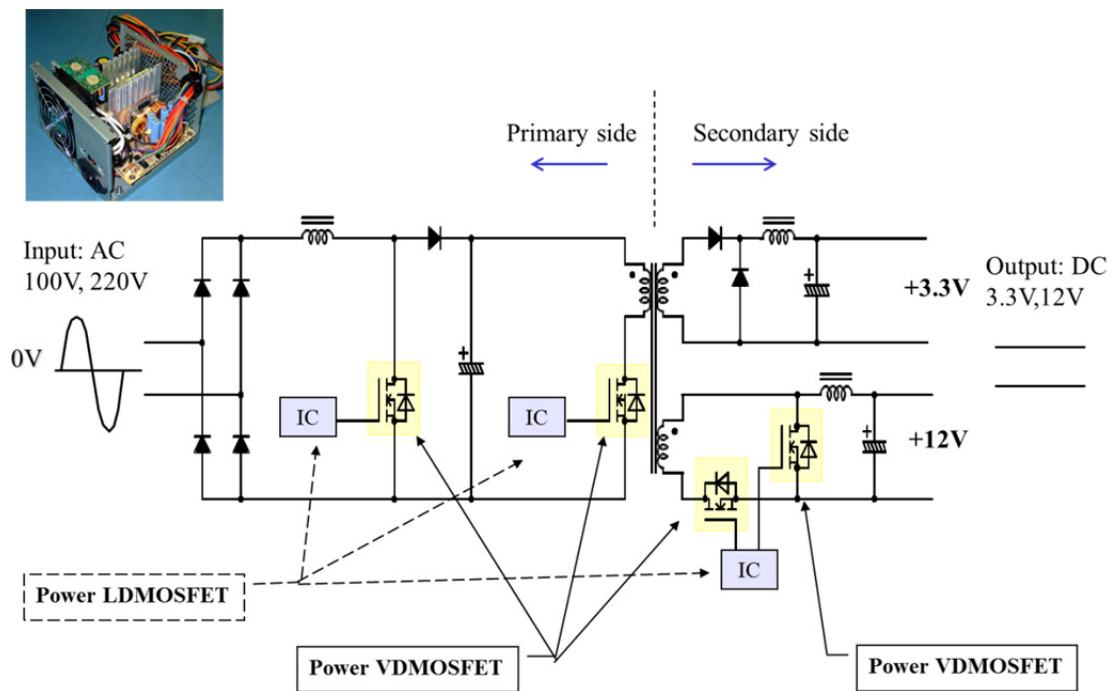 Primary side
Secondary side
Input: AC
100V, 220V
0V
+3.3V
Output: DC
3.3V,12V
+
+
+
IC
IC
+12V
IC
Power LDMOSFET
Power VDMOSFET
Power VDMOSFET